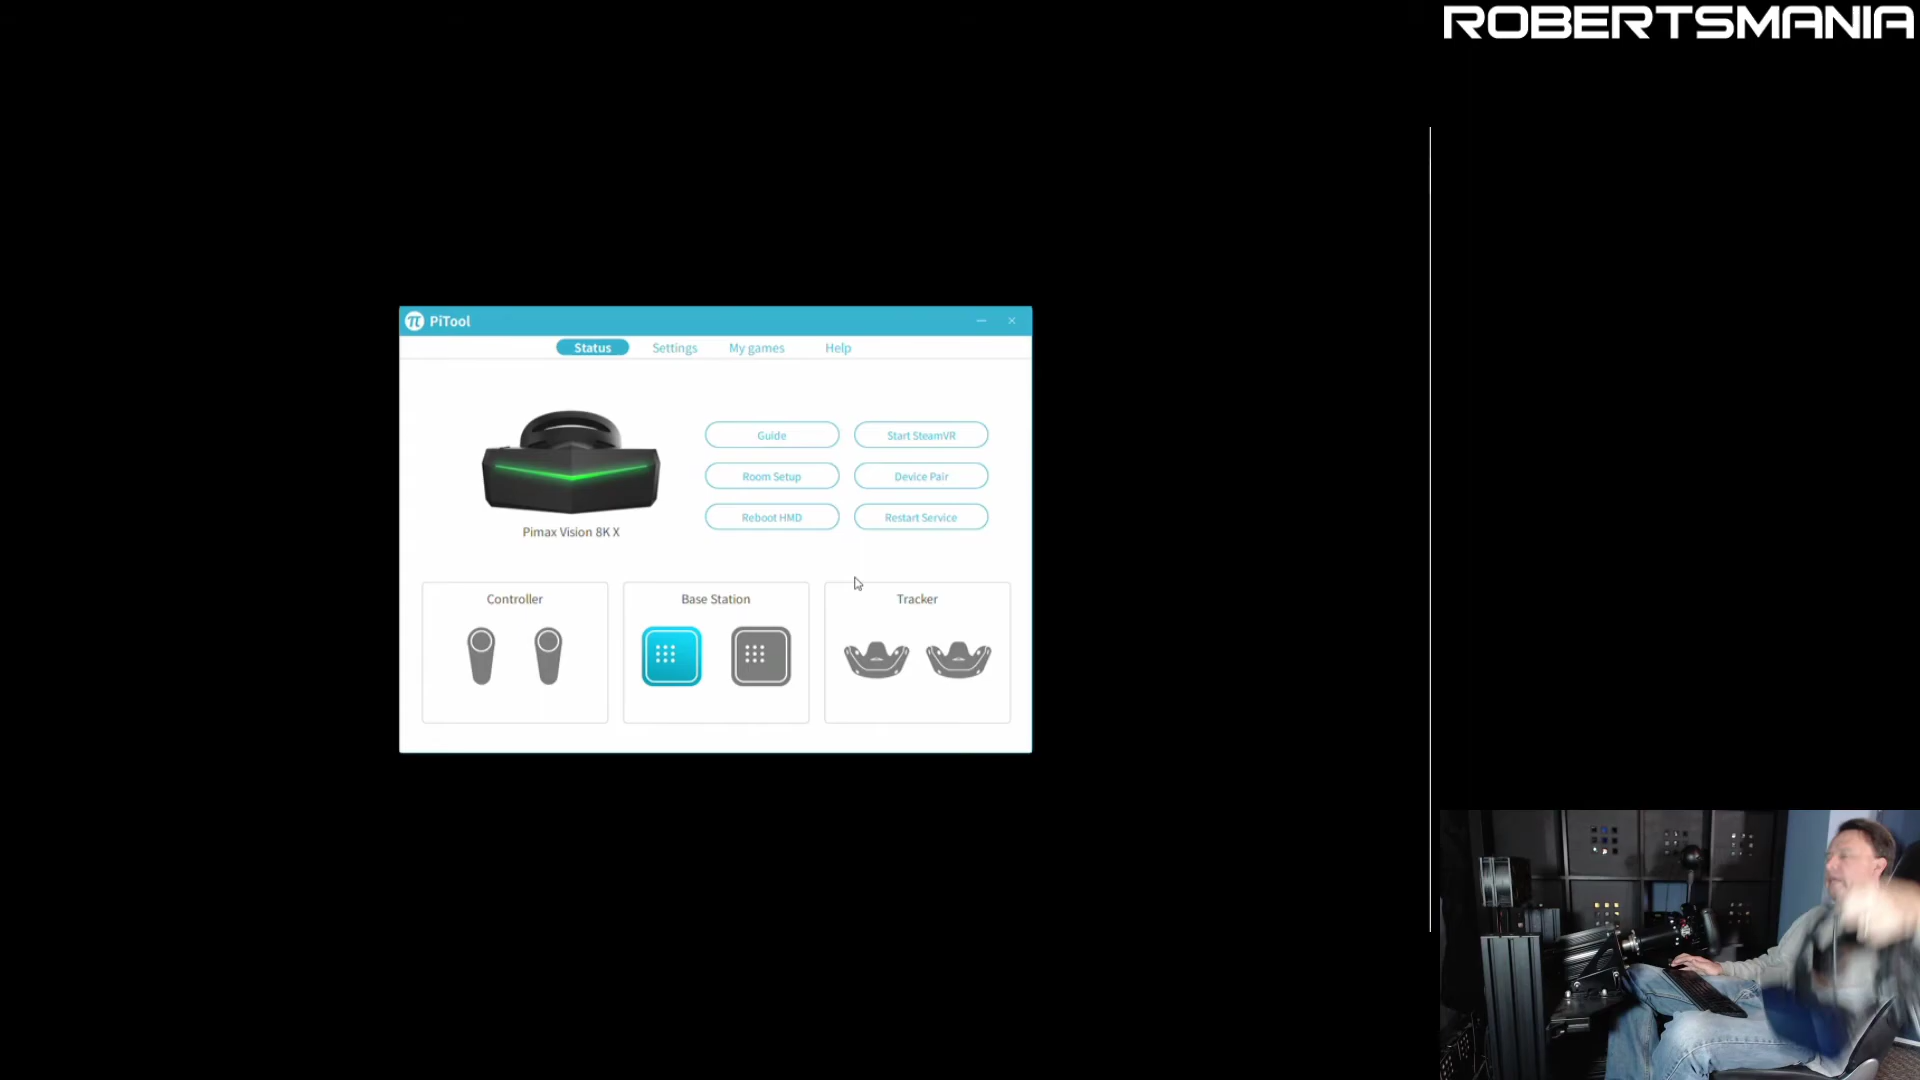 ROBERTSMANIA
PiTool
Status Settings My games Help
Guide Start SteamVR
Room Setup Device Pair
Reboot HMD Restart Service
Pimax Vision 8K X
Controller Base Station Tracker